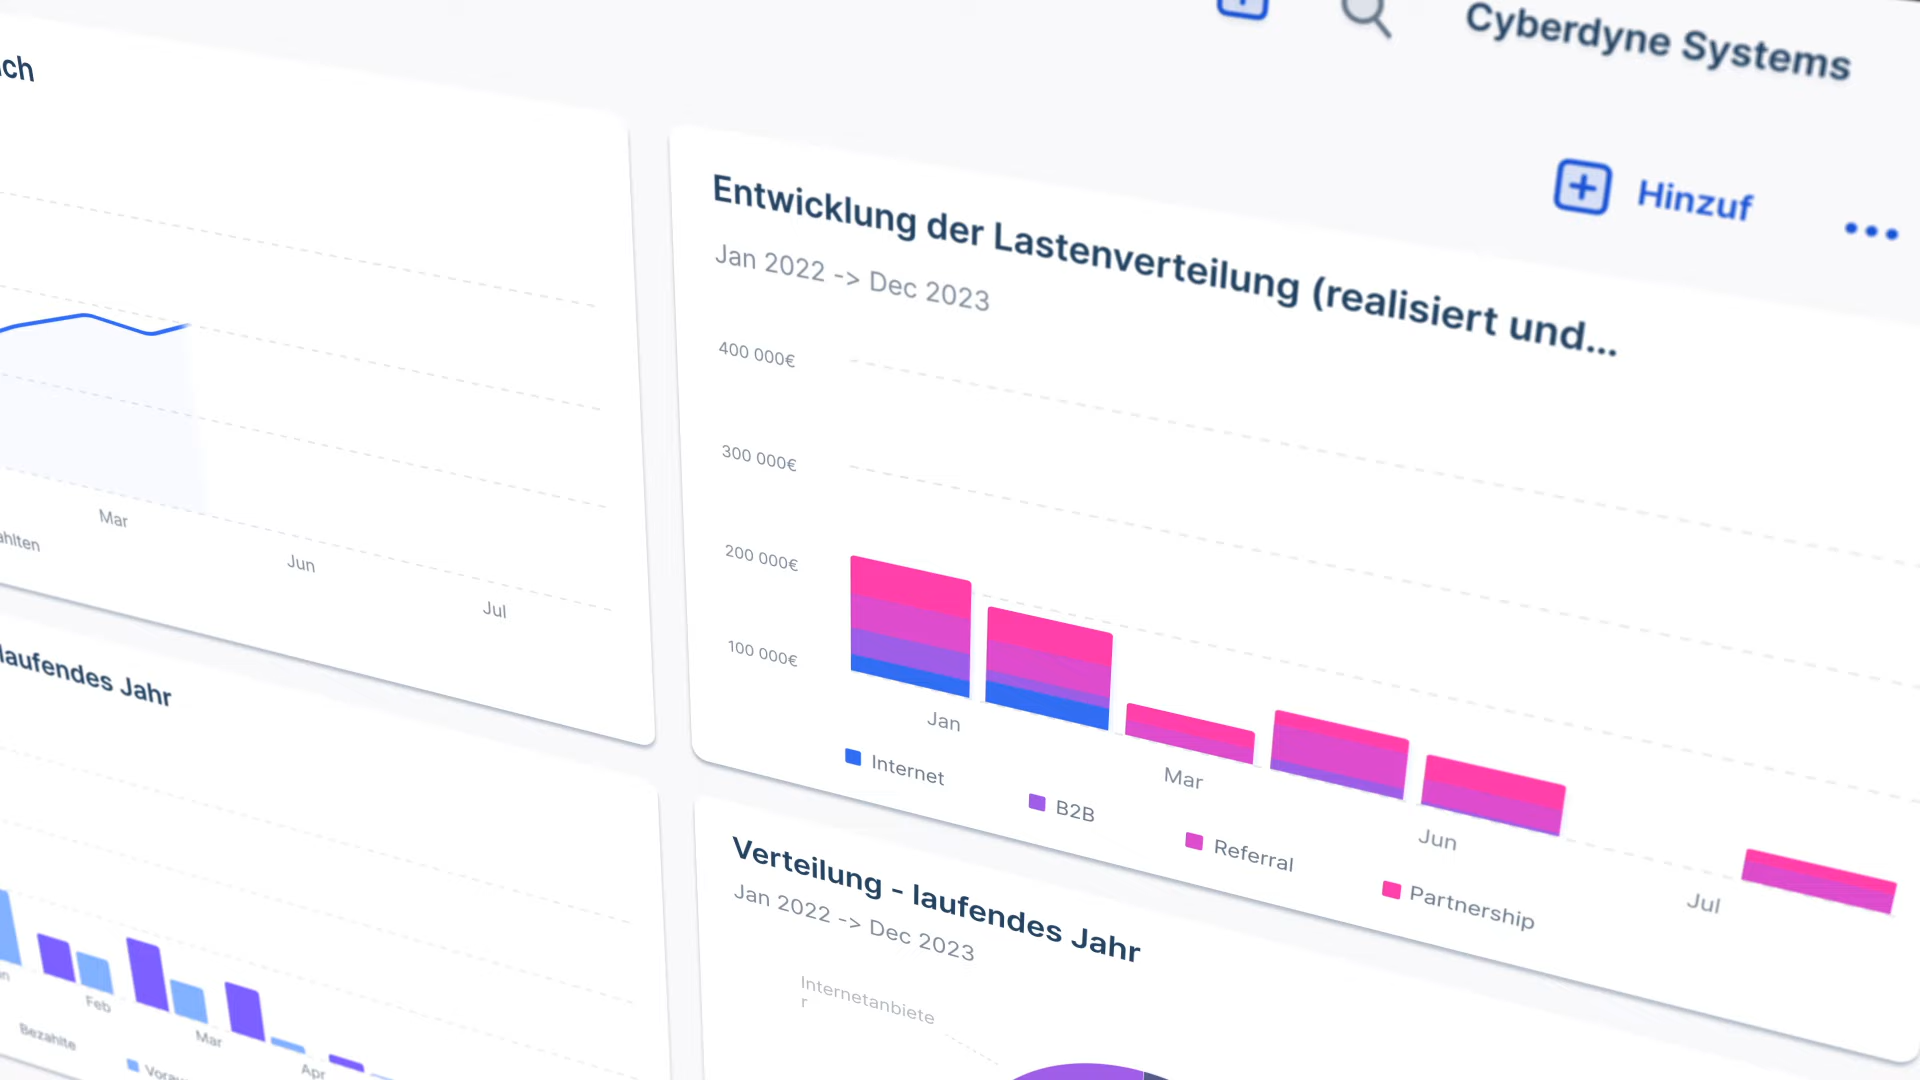 Cyberdyne Systems
Hinzuf
Mar
Jun
Jul
Entwicklung der Lastenverteilung (realisiert und...
Jan 2022 -> Dec 2023
400 000€
300 000€
200 000€
100 000€
Jan
Mar
Jun
Jul
Internet
B2B
Referral
Partnership
laufendes Jahr
Feb
Mar
Apr
Bezahlte
Verteilung - laufendes Jahr
Jan 2022 -> Dec 2023
Internetanbiete
r